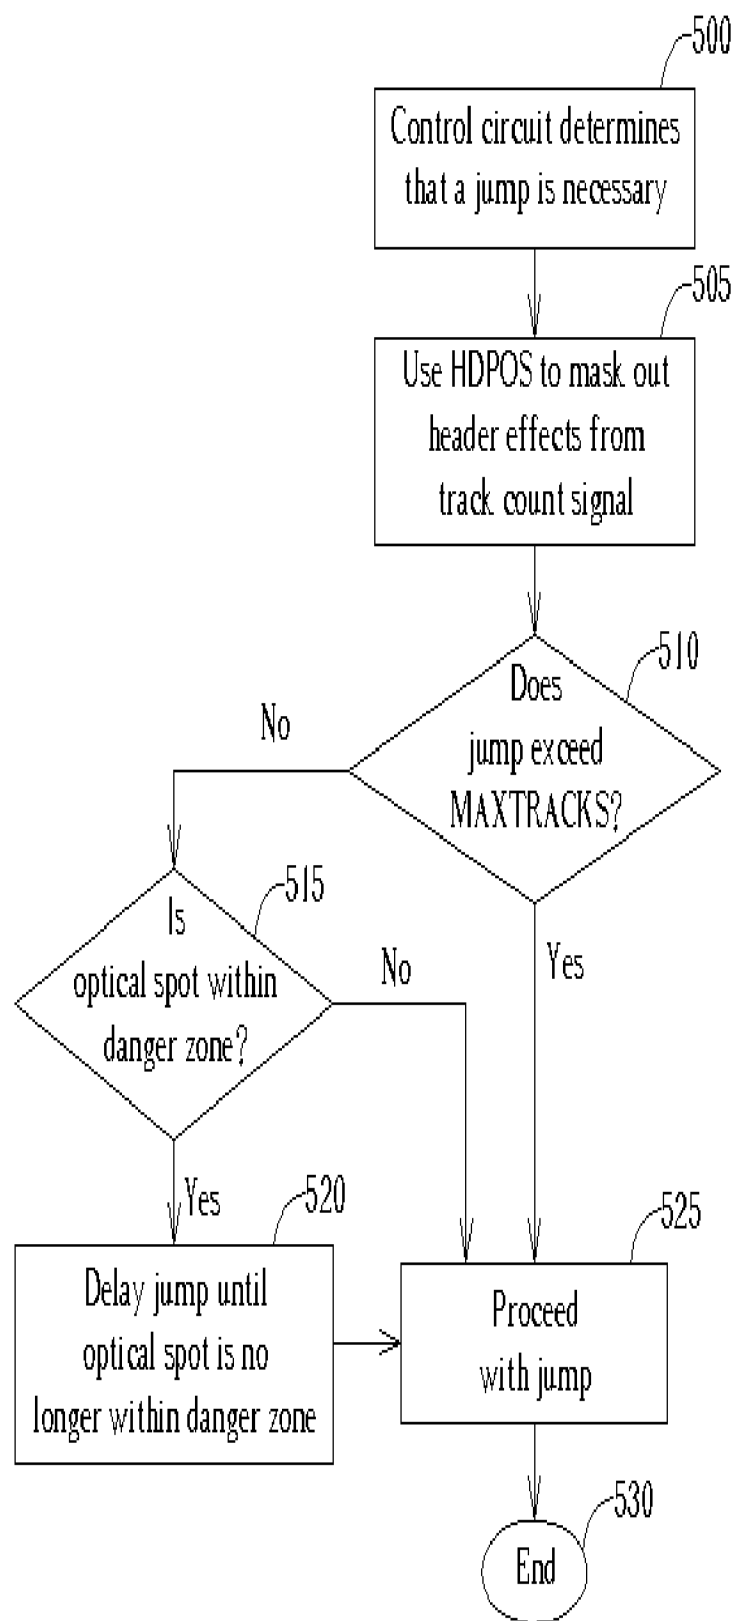 500
Control circuit determines
that a jump is necessary
505
Use HDPOS to mask out
header effects from
track count signal
510
Does
jump exceed
MAXTRACKS?
No
Yes
515
Is
optical spot within
danger zone?
No
Yes
520
Delay jump until
optical spot is no
longer within danger zone
525
Proceed
with jump
530
End